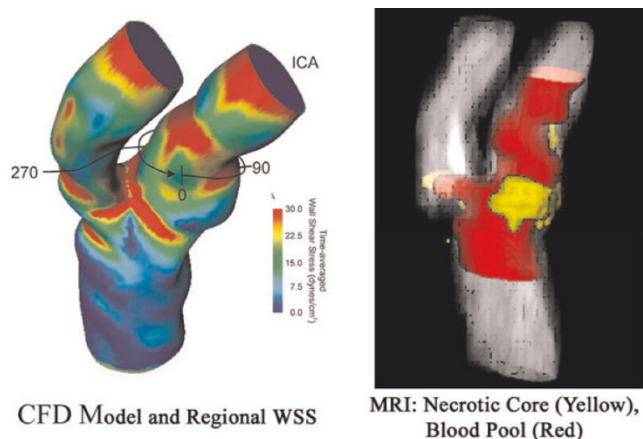 ICA
270
90
0
30.0
22.5
15.0
7.5
0.0
Time-averaged
Wall Shear Stress (dynes/cm²)
CFD Model and Regional WSS
MRI: Necrotic Core (Yellow),
Blood Pool (Red)